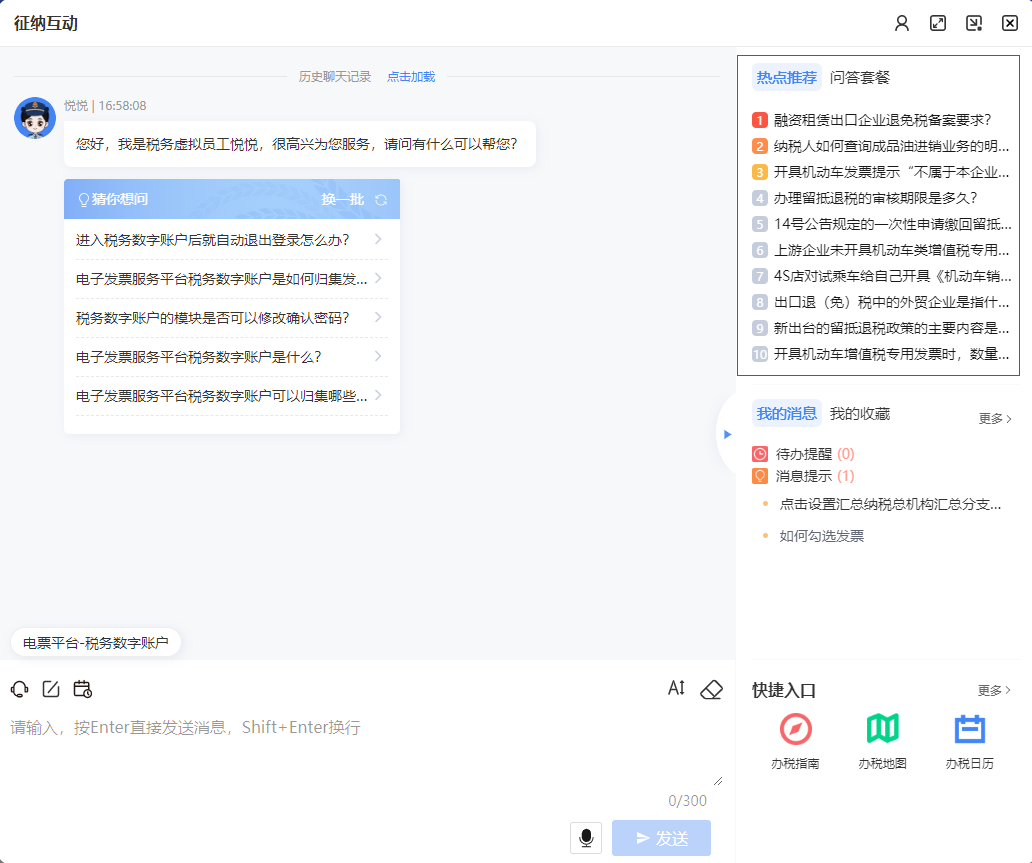 征纳互动
历史聊天记录 点击加载
悦悦 | 16:58:08
您好，我是税务虚拟员工悦悦，很高兴为您服务，请问有什么可以帮您？
猜你想问 换一批
进入税务数字账户后就自动退出登录怎么办？
电子发票服务平台税务数字账户是如何归集发...
税务数字账户的模块是否可以修改确认密码？
电子发票服务平台税务数字账户是什么？
电子发票服务平台税务数字账户可以归集哪些...
电票平台-税务数字账户
请输入，按Enter直接发送消息，Shift+Enter换行
0/300
发送
热点推荐 问答套餐
1 融资租赁出口企业退免税备案要求？
2 纳税人如何查询成品油进销业务的明...
3 开具机动车发票提示“不属于本企业...
4 办理留抵退税的审核期限是多久？
5 14号公告规定的一次性申请缴回留抵...
6 上游企业未开具机动车类增值税专用...
7 4S店对试乘车给自己开具《机动车销...
8 出口退（免）税中的外贸企业是指什...
9 新出台的留抵退税政策的主要内容是...
10 开具机动车增值税专用发票时，数量...
我的消息 我的收藏 更多
待办提醒 (0)
消息提示 (1)
点击设置汇总纳税总机构汇总分支...
如何勾选发票
快捷入口 更多
办税指南 办税地图 办税日历